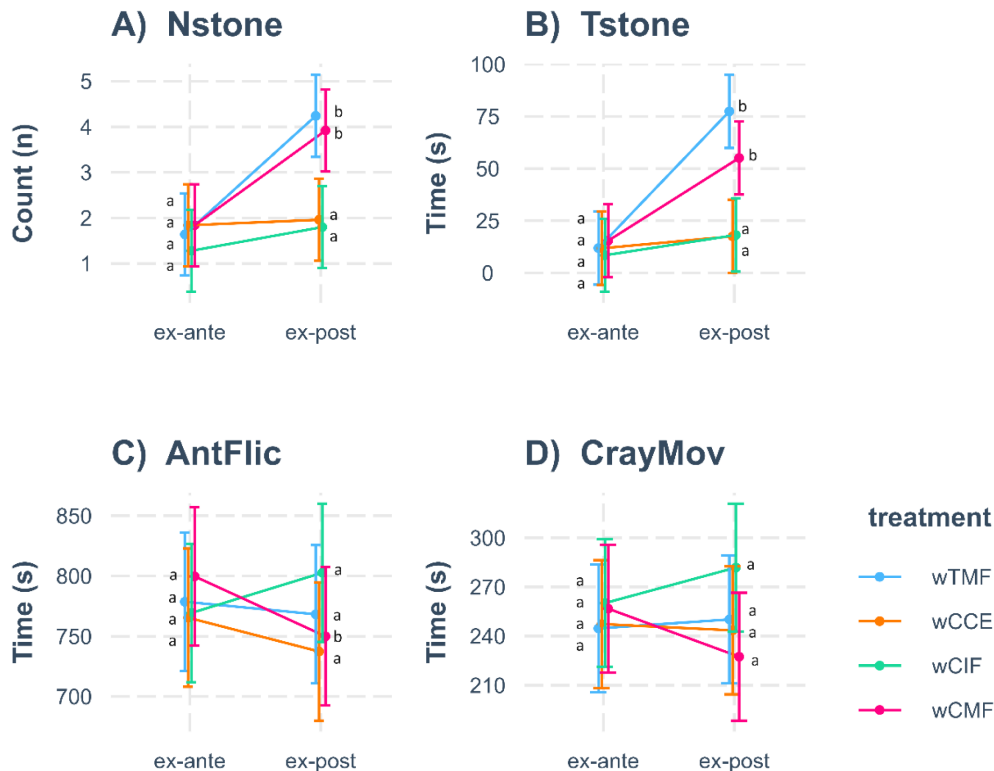 A) Nstone
Count (n)
5
4
3
2
1
a
a
a
a
b
b
a
a
ex-ante
ex-post
B) Tstone
Time (s)
100
75
50
25
0
a
a
a
a
b
b
a
a
ex-ante
ex-post
C) AntFlic
Time (s)
850
800
750
700
a
a
a
a
a
a
b
a
ex-ante
ex-post
D) CrayMov
Time (s)
300
270
240
210
a
a
a
a
a
a
a
a
ex-ante
ex-post
treatment
wTMF
wCCE
wCIF
wCMF